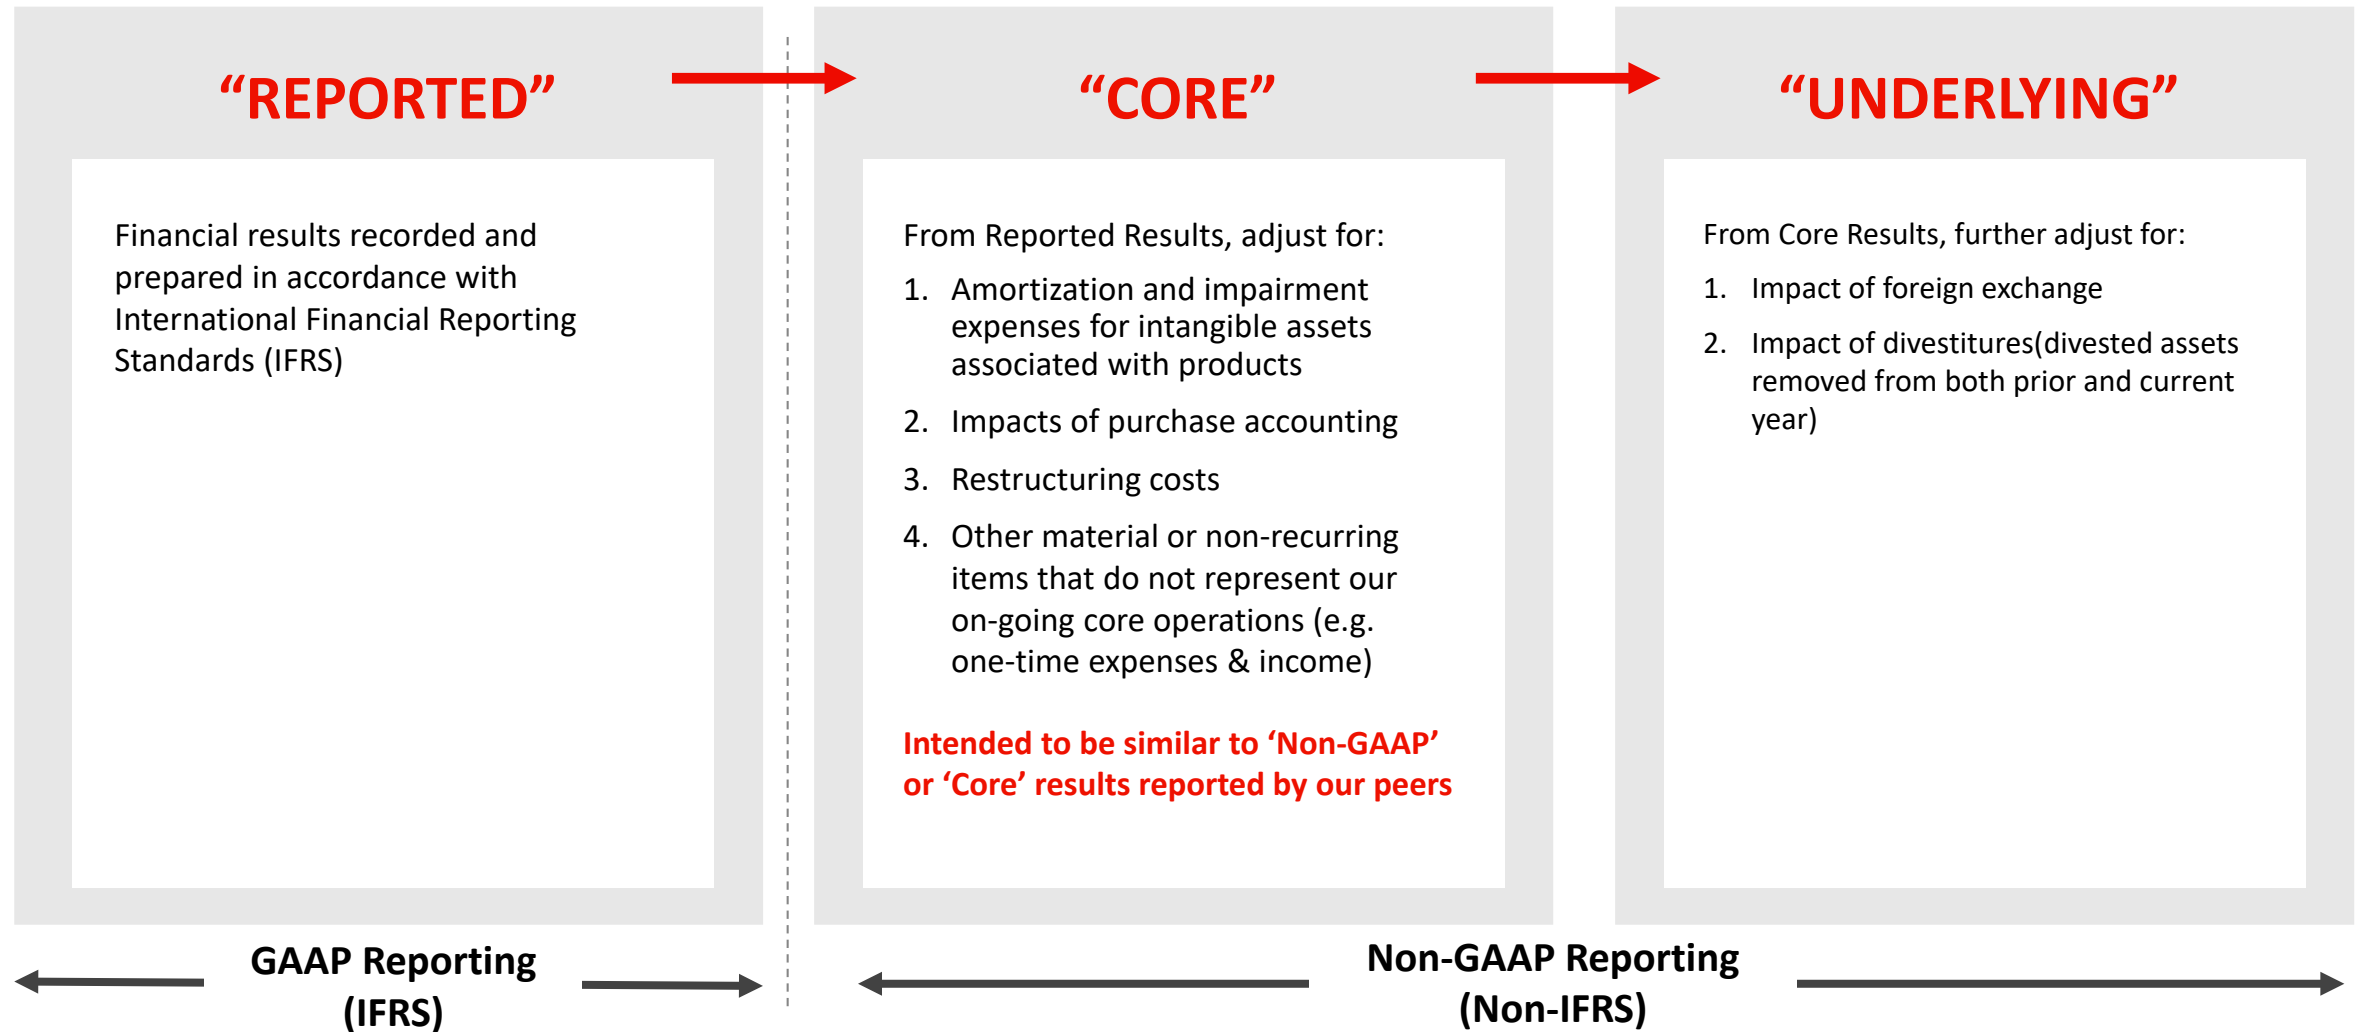 “REPORTED”
Financial results recorded and
prepared in accordance with
International Financial Reporting
Standards (IFRS)
“CORE”
From Reported Results, adjust for:
1. Amortization and impairment
expenses for intangible assets
associated with products
2. Impacts of purchase accounting
3. Restructuring costs
4. Other material or non-recurring
items that do not represent our
on-going core operations (e.g.
one-time expenses & income)
Intended to be similar to ‘Non-GAAP’
or ‘Core’ results reported by our peers
“UNDERLYING”
From Core Results, further adjust for:
1. Impact of foreign exchange
2. Impact of divestitures(divested assets
removed from both prior and current
year)
GAAP Reporting
(IFRS)
Non-GAAP Reporting
(Non-IFRS)